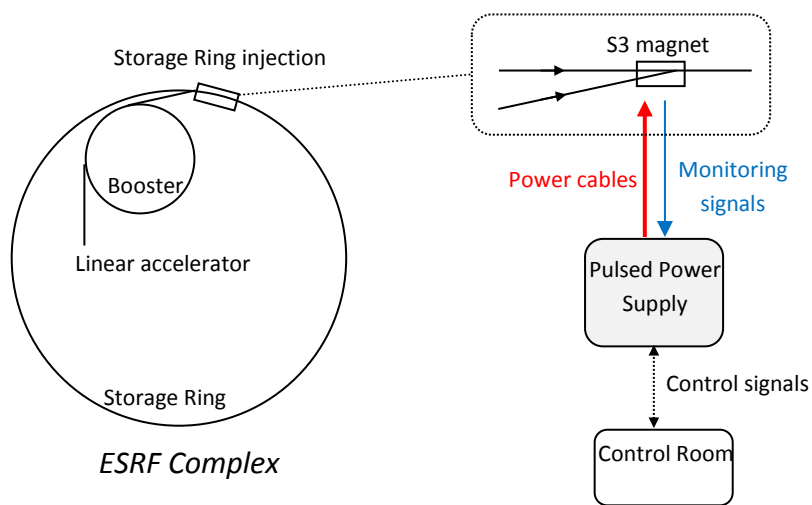 Storage Ring injection
Booster
Linear accelerator
Storage Ring
ESRF Complex
S3 magnet
Power cables
Monitoring
signals
Pulsed Power
Supply
Control signals
Control Room